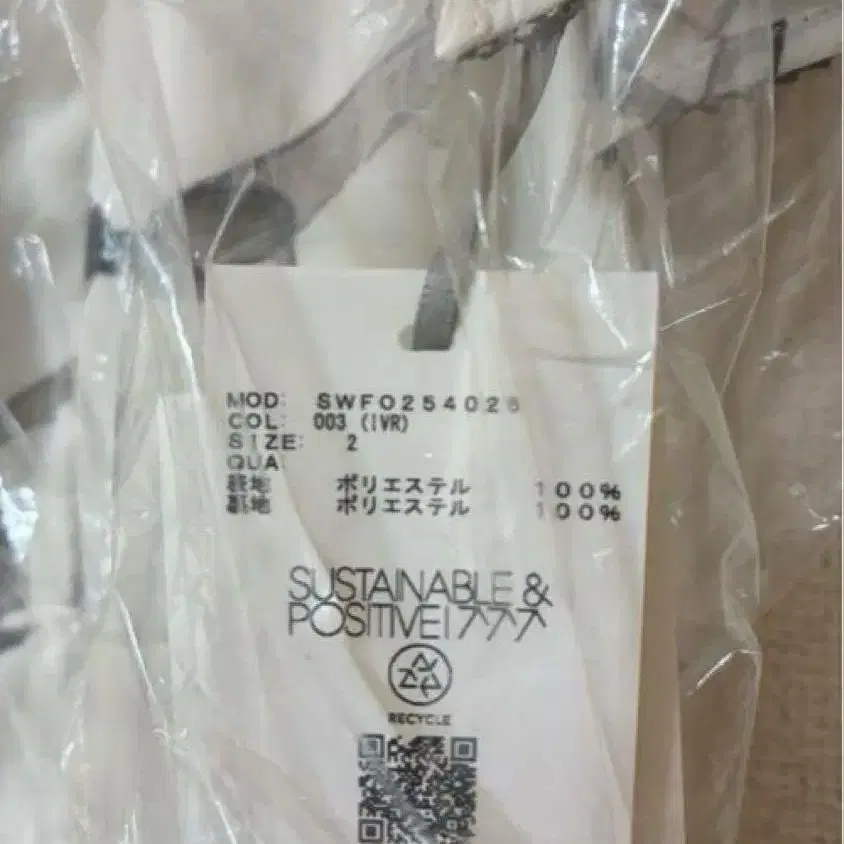 MOD: SWFO254026
COL: 003 (IVR)
SIZE: 2
QUA:
表地 ポリエステル 100%
裏地 ポリエステル 100%
SUSTAINABLE &
POSITIVE!
RECYCLE